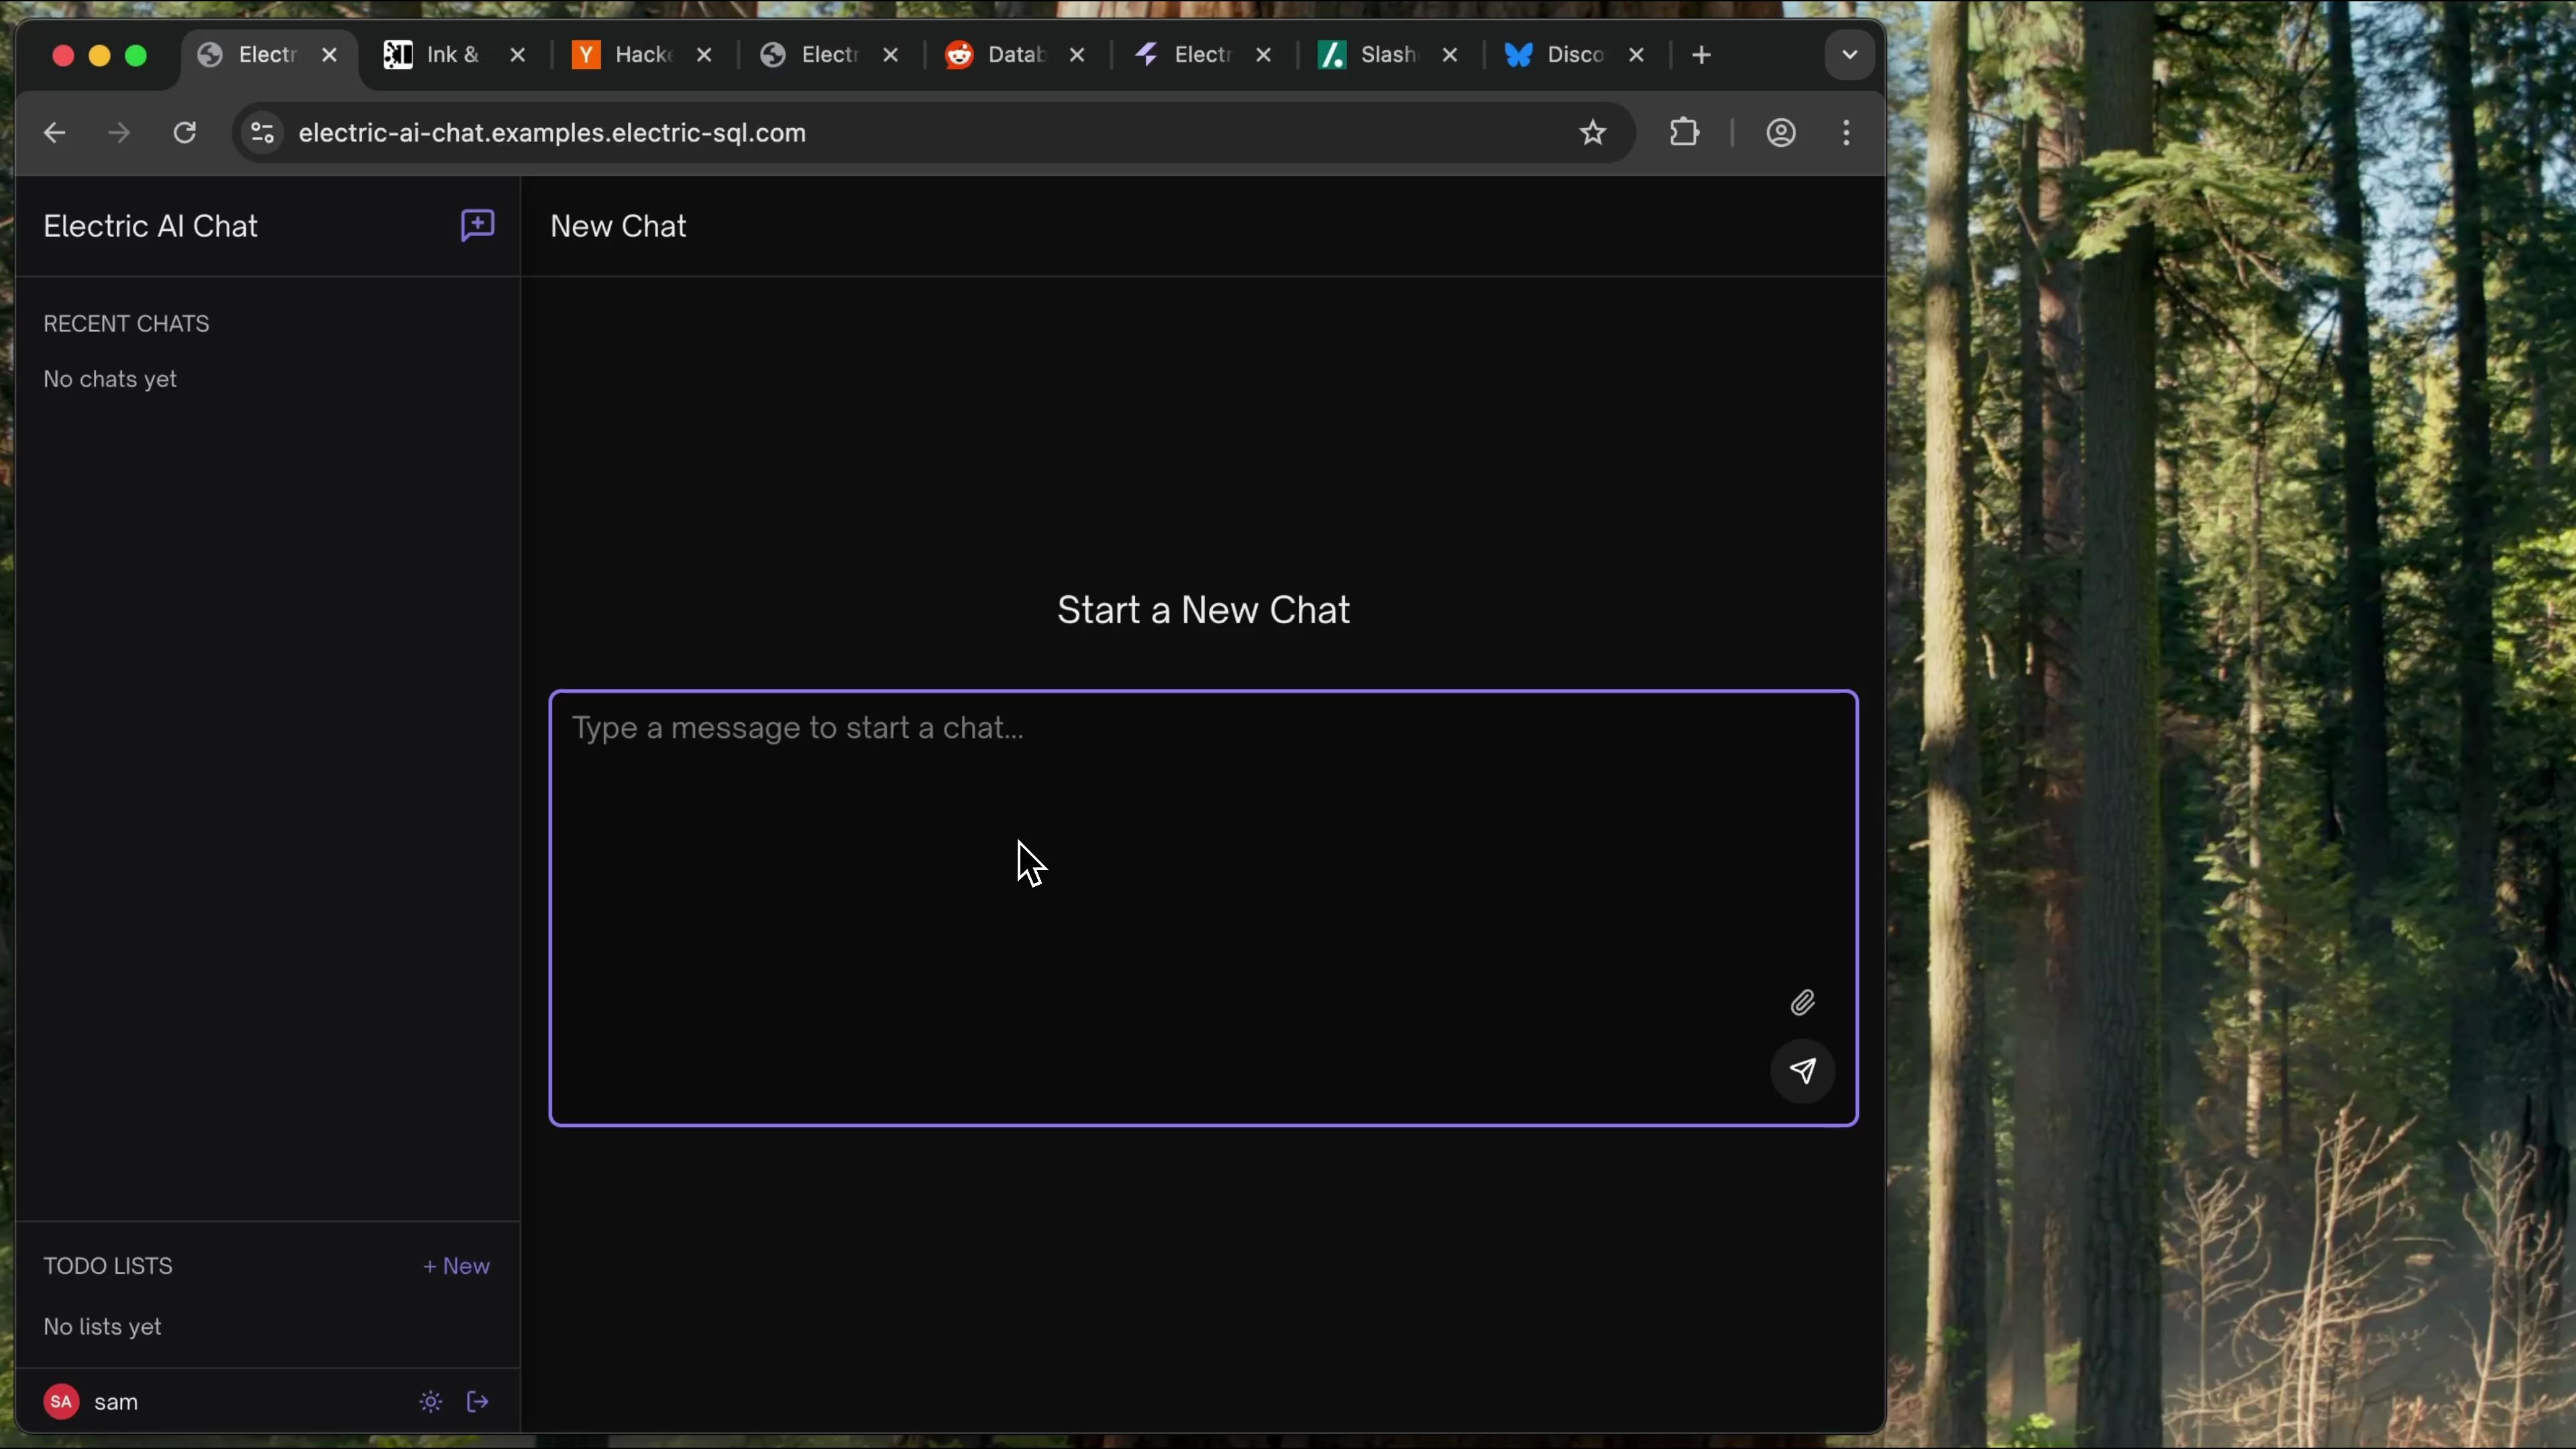 Electr
Ink &
Hacke
Electr
Datab
Electr
Slash
Disco
electric-ai-chat.examples.electric-sql.com
Electric AI Chat
New Chat
RECENT CHATS
No chats yet
Start a New Chat
Type a message to start a chat...
TODO LISTS
+ New
No lists yet
SA
sam